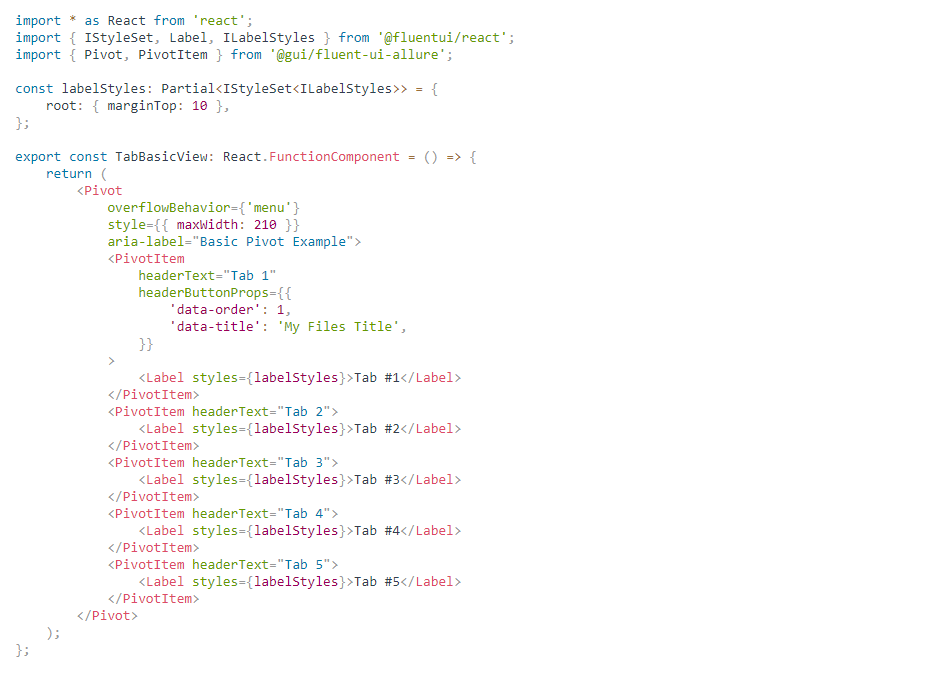 import * as React from 'react';
import { IStyleSet, Label, ILabelStyles } from '@fluentui/react';
import { Pivot, PivotItem } from '@gui/fluent-ui-allure';

const labelStyles: Partial<IStyleSet<ILabelStyles>> = {
    root: { marginTop: 10 },
};

export const TabBasicView: React.FunctionComponent = () => {
    return (
        <Pivot
            overflowBehavior={'menu'}
            style={{ maxWidth: 210 }}
            aria-label="Basic Pivot Example">
            <PivotItem
                headerText="Tab 1"
                headerButtonProps={{
                    'data-order': 1,
                    'data-title': 'My Files Title',
                }}
            >
                <Label styles={labelStyles}>Tab #1</Label>
            </PivotItem>
            <PivotItem headerText="Tab 2">
                <Label styles={labelStyles}>Tab #2</Label>
            </PivotItem>
            <PivotItem headerText="Tab 3">
                <Label styles={labelStyles}>Tab #3</Label>
            </PivotItem>
            <PivotItem headerText="Tab 4">
                <Label styles={labelStyles}>Tab #4</Label>
            </PivotItem>
            <PivotItem headerText="Tab 5">
                <Label styles={labelStyles}>Tab #5</Label>
            </PivotItem>
        </Pivot>
    );
};